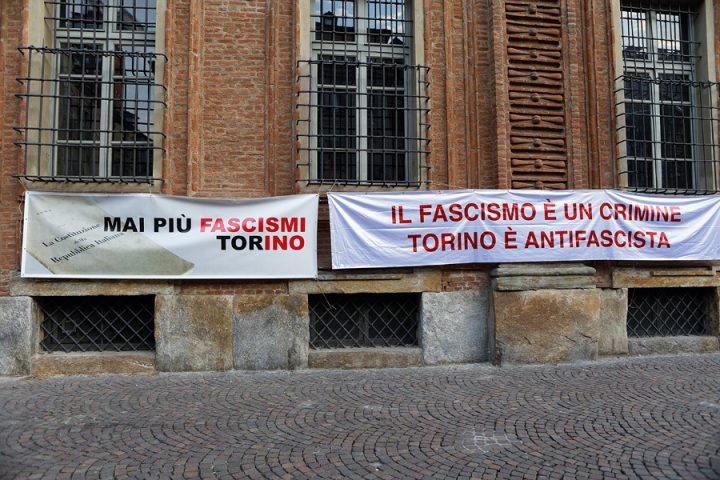 La Costituzione
della
Repubblica Italiana
MAI PIÙ FASCISMI
TORINO
IL FASCISMO È UN CRIMINE
TORINO È ANTIFASCISTA